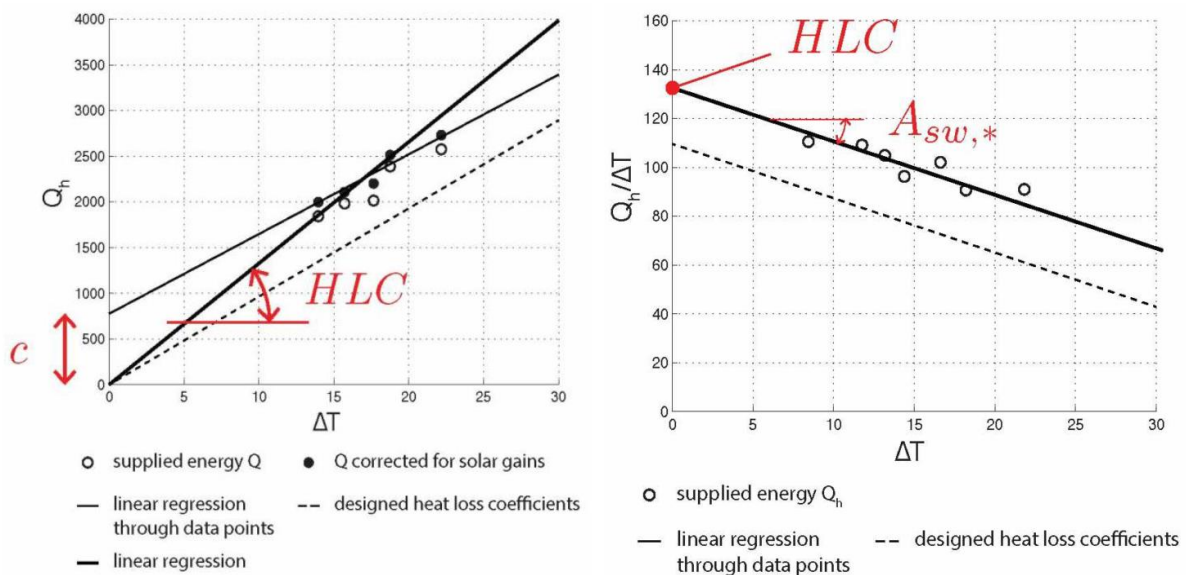 4000
3500
3000
2500
2000
1500
1000
500
0
Q_h
HLC
c
0 5 10 15 20 25 30
ΔT
supplied energy Q
Q corrected for solar gains
linear regression
through data points
designed heat loss coefficients
linear regression
160
140
120
100
80
60
40
20
0
Q_h/ΔT
HLC
A_{sw,*}
0 5 10 15 20 25 30
ΔT
supplied energy Q_h
linear regression
through data points
designed heat loss coefficients